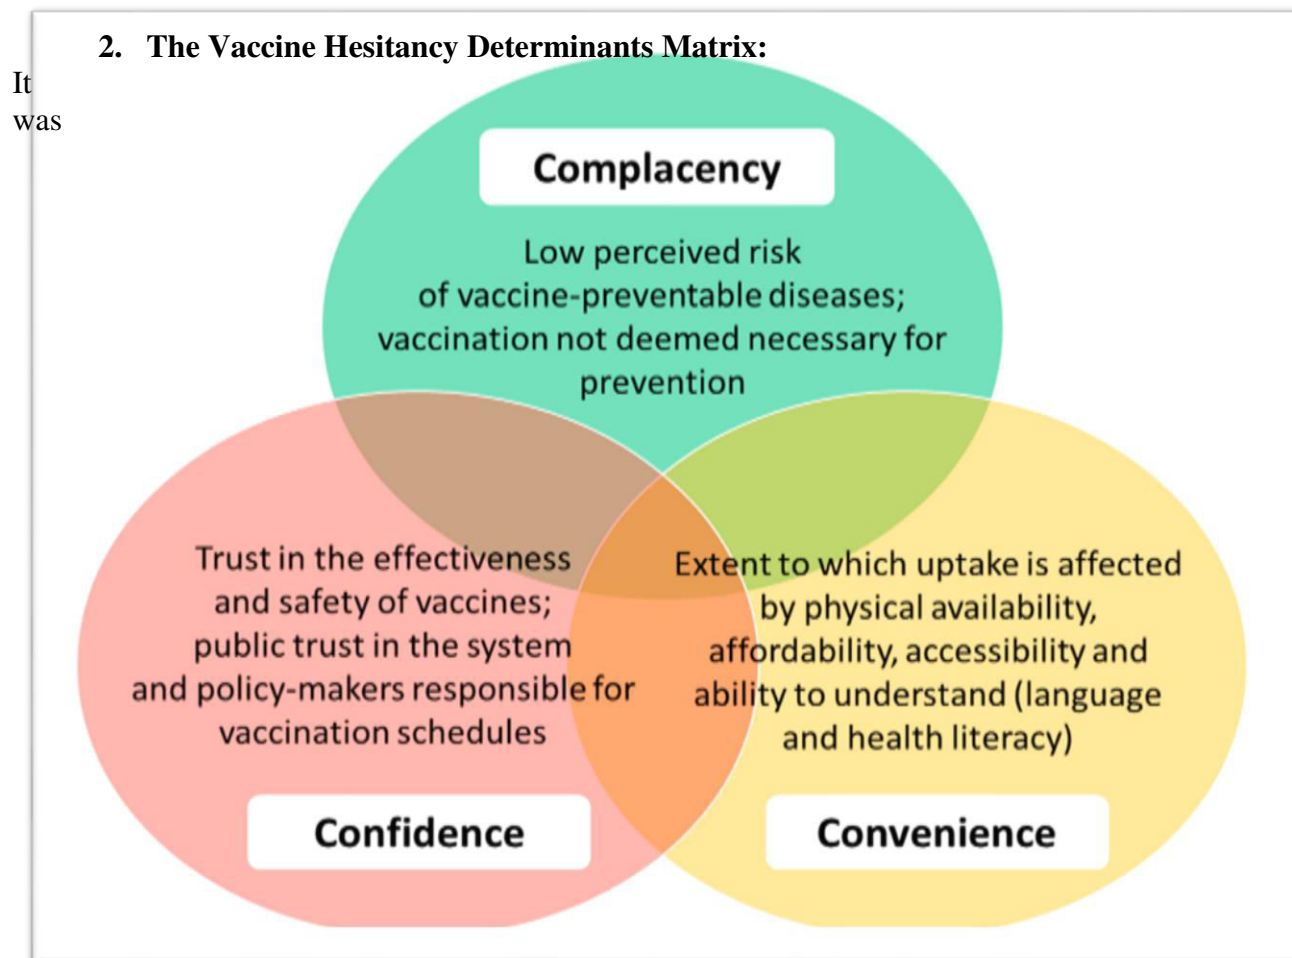 2. The Vaccine Hesitancy Determinants Matrix:
It
was
Complacency
Low perceived risk
of vaccine-preventable diseases;
vaccination not deemed necessary for
prevention
Trust in the effectiveness
and safety of vaccines;
public trust in the system
and policy-makers responsible for
vaccination schedules
Confidence
Extent to which uptake is affected
by physical availability,
affordability, accessibility and
ability to understand (language
and health literacy)
Convenience